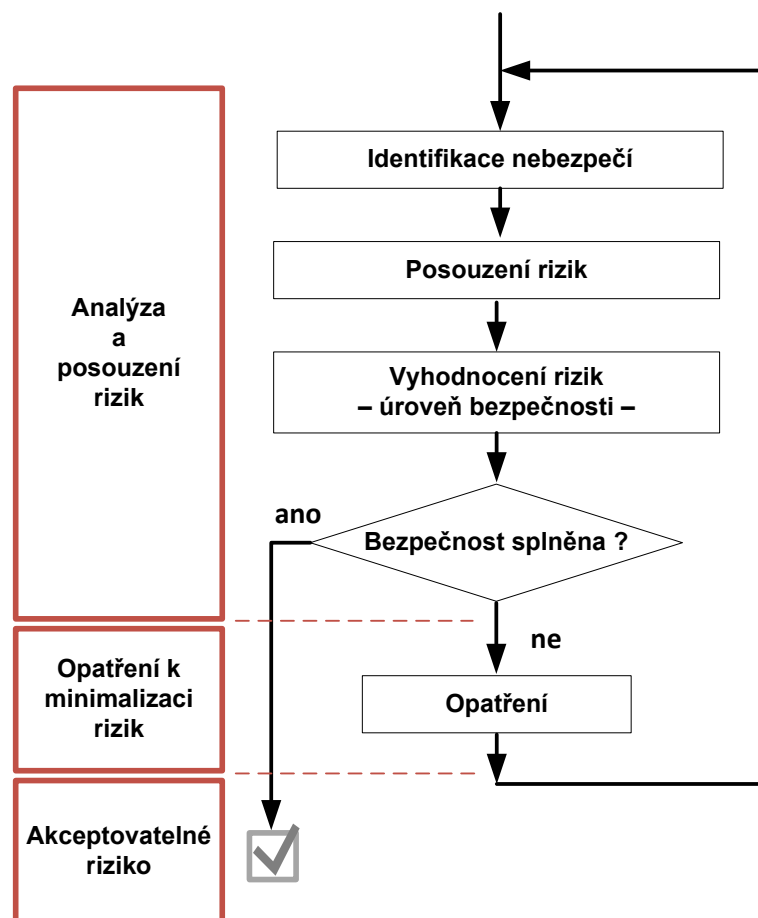 Identifikace nebezpečí
Posouzení rizik
Analýza
a
posouzení
rizik
Vyhodnocení rizik
– úroveň bezpečnosti –
ano
Bezpečnost splněna ?
ne
Opatření k
minimalizaci
rizik
Opatření
Akceptovatelné
riziko